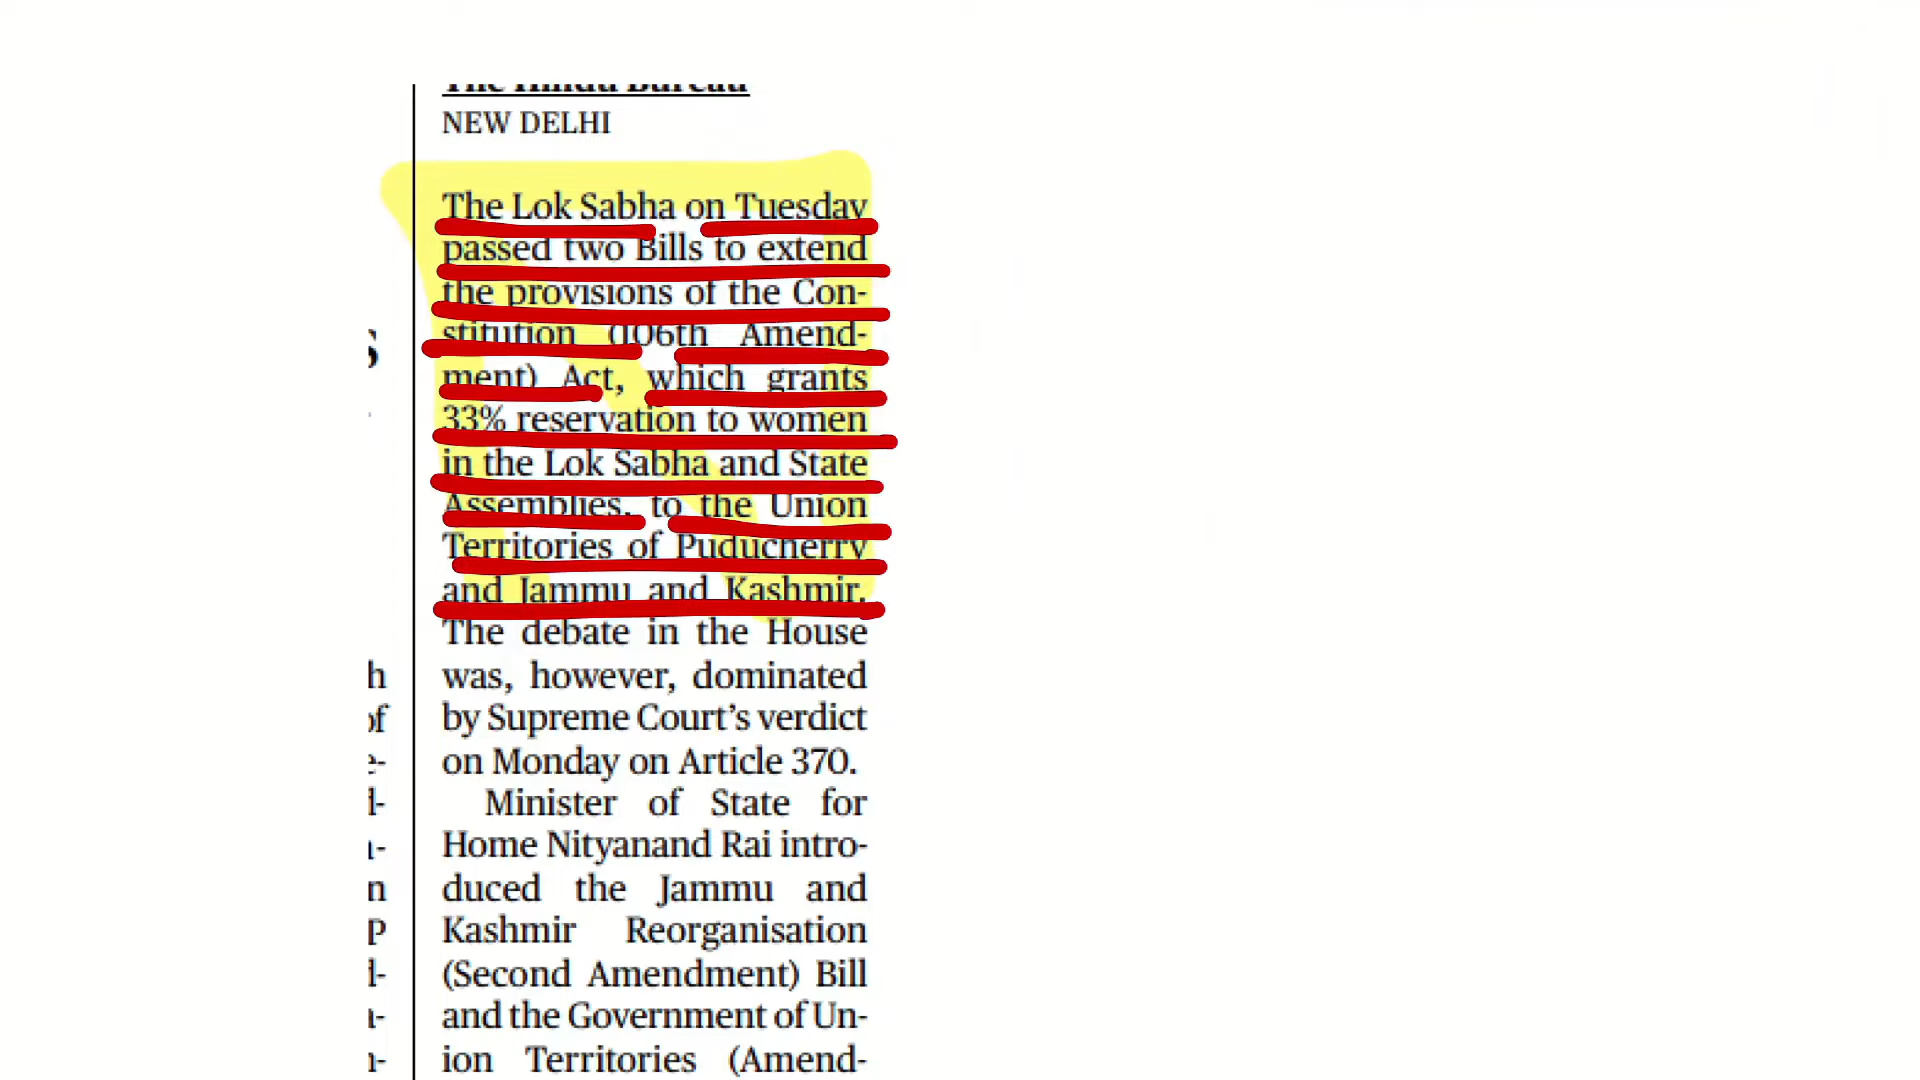 The Hindu Bureau
NEW DELHI
The Lok Sabha on Tuesday
passed two Bills to extend
the provisions of the Con-
stitution (106th Amend-
ment) Act, which grants
33% reservation to women
in the Lok Sabha and State
Assemblies, to the Union
Territories of Puducherry
and Jammu and Kashmir.
The debate in the House
was, however, dominated
by Supreme Court’s verdict
on Monday on Article 370.
Minister of State for
Home Nityanand Rai intro-
duced the Jammu and
Kashmir Reorganisation
(Second Amendment) Bill
and the Government of Un-
ion Territories (Amend-